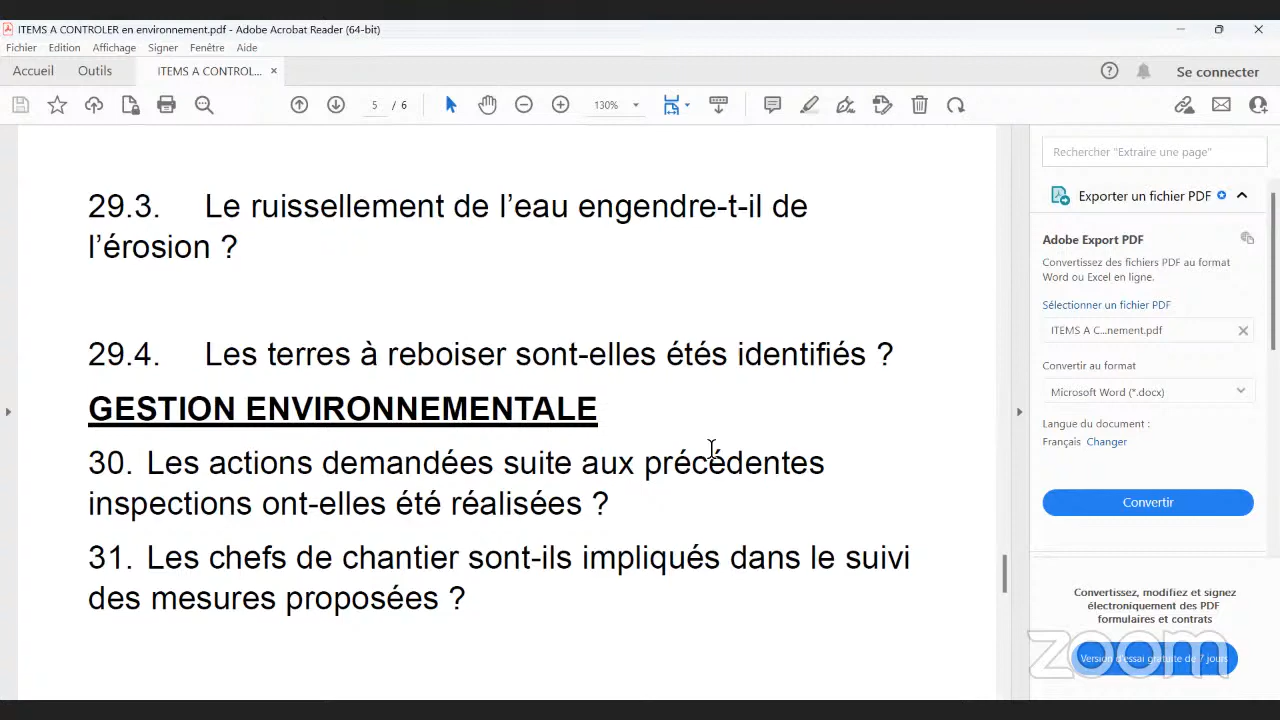 ITEMS A CONTROLER en environnement.pdf - Adobe Acrobat Reader (64-bit)
Fichier Edition Affichage Signer Fenêtre Aide
Accueil Outils ITEMS A CONTROL... × Se connecter
5 / 6 130%
29.3. Le ruissellement de l’eau engendre-t-il de
l’érosion ?
29.4. Les terres à reboiser sont-elles étés identifiés ?
GESTION ENVIRONNEMENTALE
30. Les actions demandées suite aux précédentes
inspections ont-elles été réalisées ?
31. Les chefs de chantier sont-ils impliqués dans le suivi
des mesures proposées ?
Rechercher "Extraire une page"
Exporter un fichier PDF
Adobe Export PDF
Convertissez des fichiers PDF au format
Word ou Excel en ligne.
Sélectionner un fichier PDF
ITEMS A C...nement.pdf
Convertir au format
Microsoft Word (*.docx)
Langue du document :
Français Changer
Convertir
Convertissez, modifiez et signez
électroniquement des PDF
formulaires et contrats
Version d'essai gratuite de 7 jours
zoom